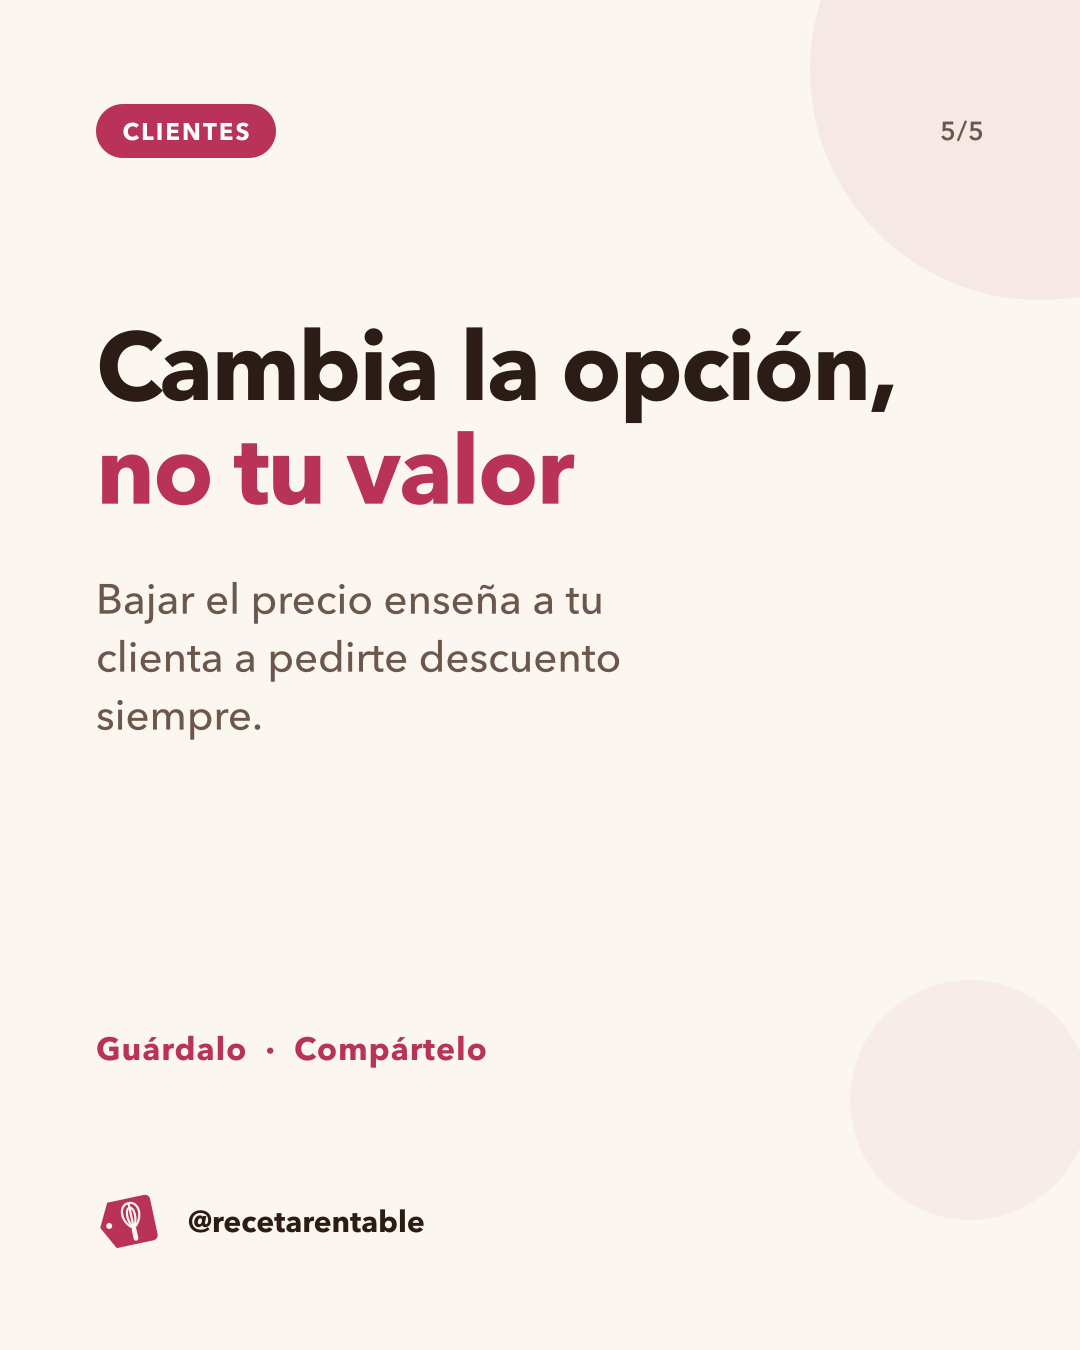 CLIENTES
5/5
Cambia la opción,
no tu valor
Bajar el precio enseña a tu
clienta a pedirte descuento
siempre.
Guárdalo · Compártelo
@recetarentable